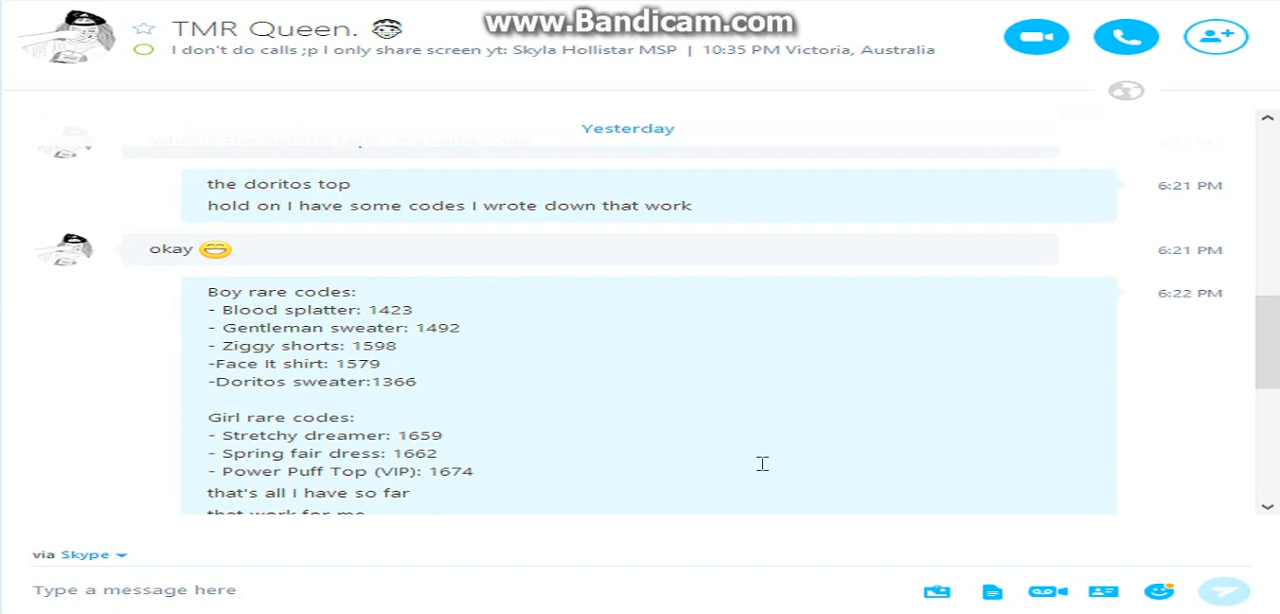 www.Bandicam.com
TMR Queen.
I don't do calls ;p I only share screen yt: Skyla Hollistar MSP | 10:35 PM Victoria, Australia
Yesterday
the doritos top
6:21 PM
hold on I have some codes I wrote down that work
okay
6:21 PM
Boy rare codes:
6:22 PM
- Blood splatter: 1423
- Gentleman sweater: 1492
- Ziggy shorts: 1598
-Face It shirt: 1579
-Doritos sweater:1366
Girl rare codes:
- Stretchy dreamer: 1659
- Spring fair dress: 1662
- Power Puff Top (VIP): 1674
that's all I have so far
that work for me
via Skype
Type a message here